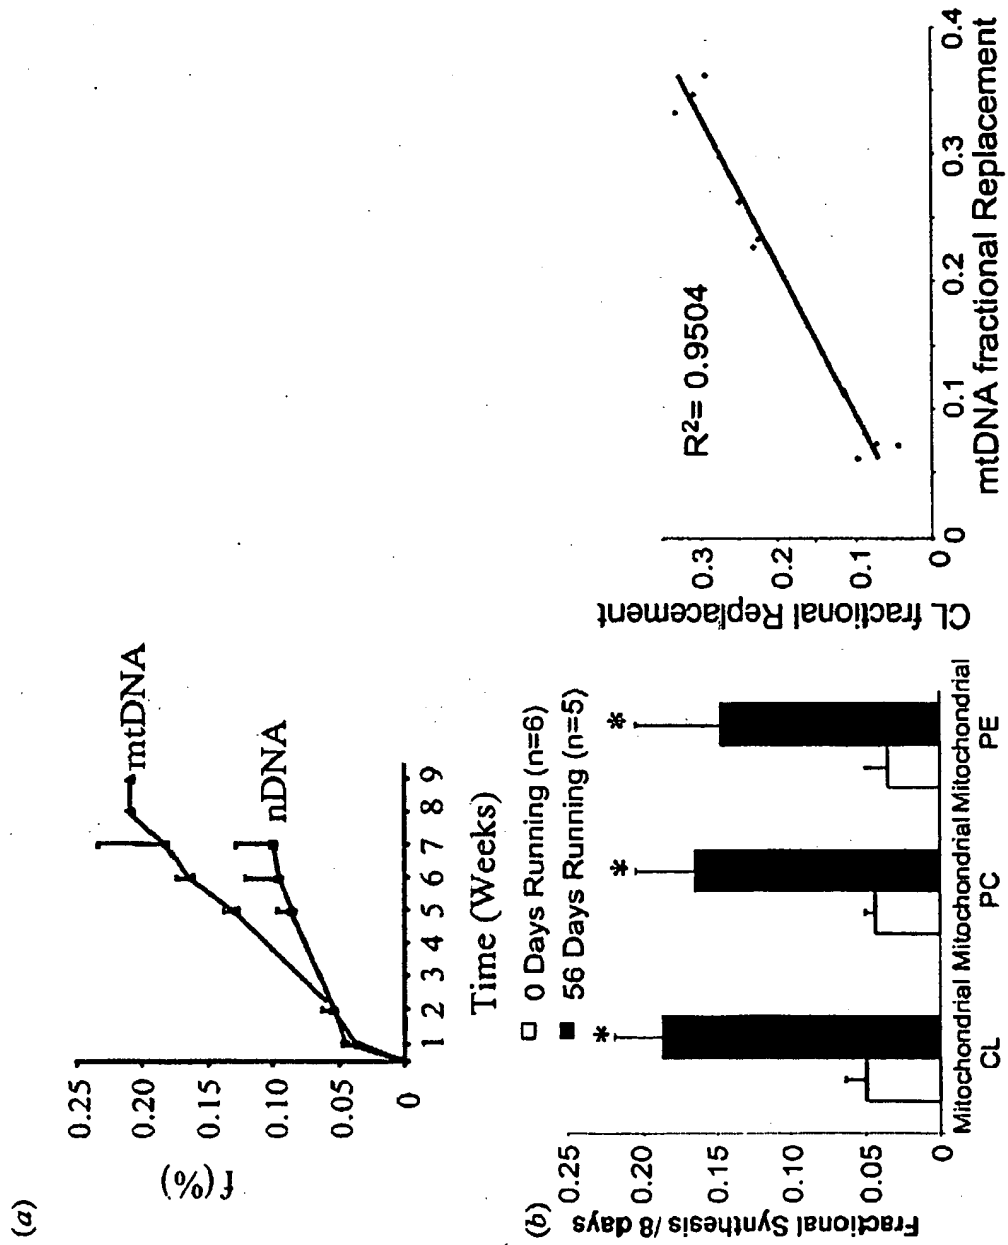 (a)
f (%)
0.25
0.20
0.15
0.10
0.05
0
mtDNA
nDNA
1 2 3 4 5 6 7 8 9
Time (Weeks)
(b)
0 Days Running (n=6)
56 Days Running (n=5)
Fractional Synthesis /8 days
0.25
0.20
0.15
0.10
0.05
0
* * *
Mitochondrial Mitochondrial Mitochondrial
CL PC PE
CL fractional Replacement
0.3
0.2
0.1
0
R²= 0.9504
0 0.1 0.2 0.3 0.4
mtDNA fractional Replacement